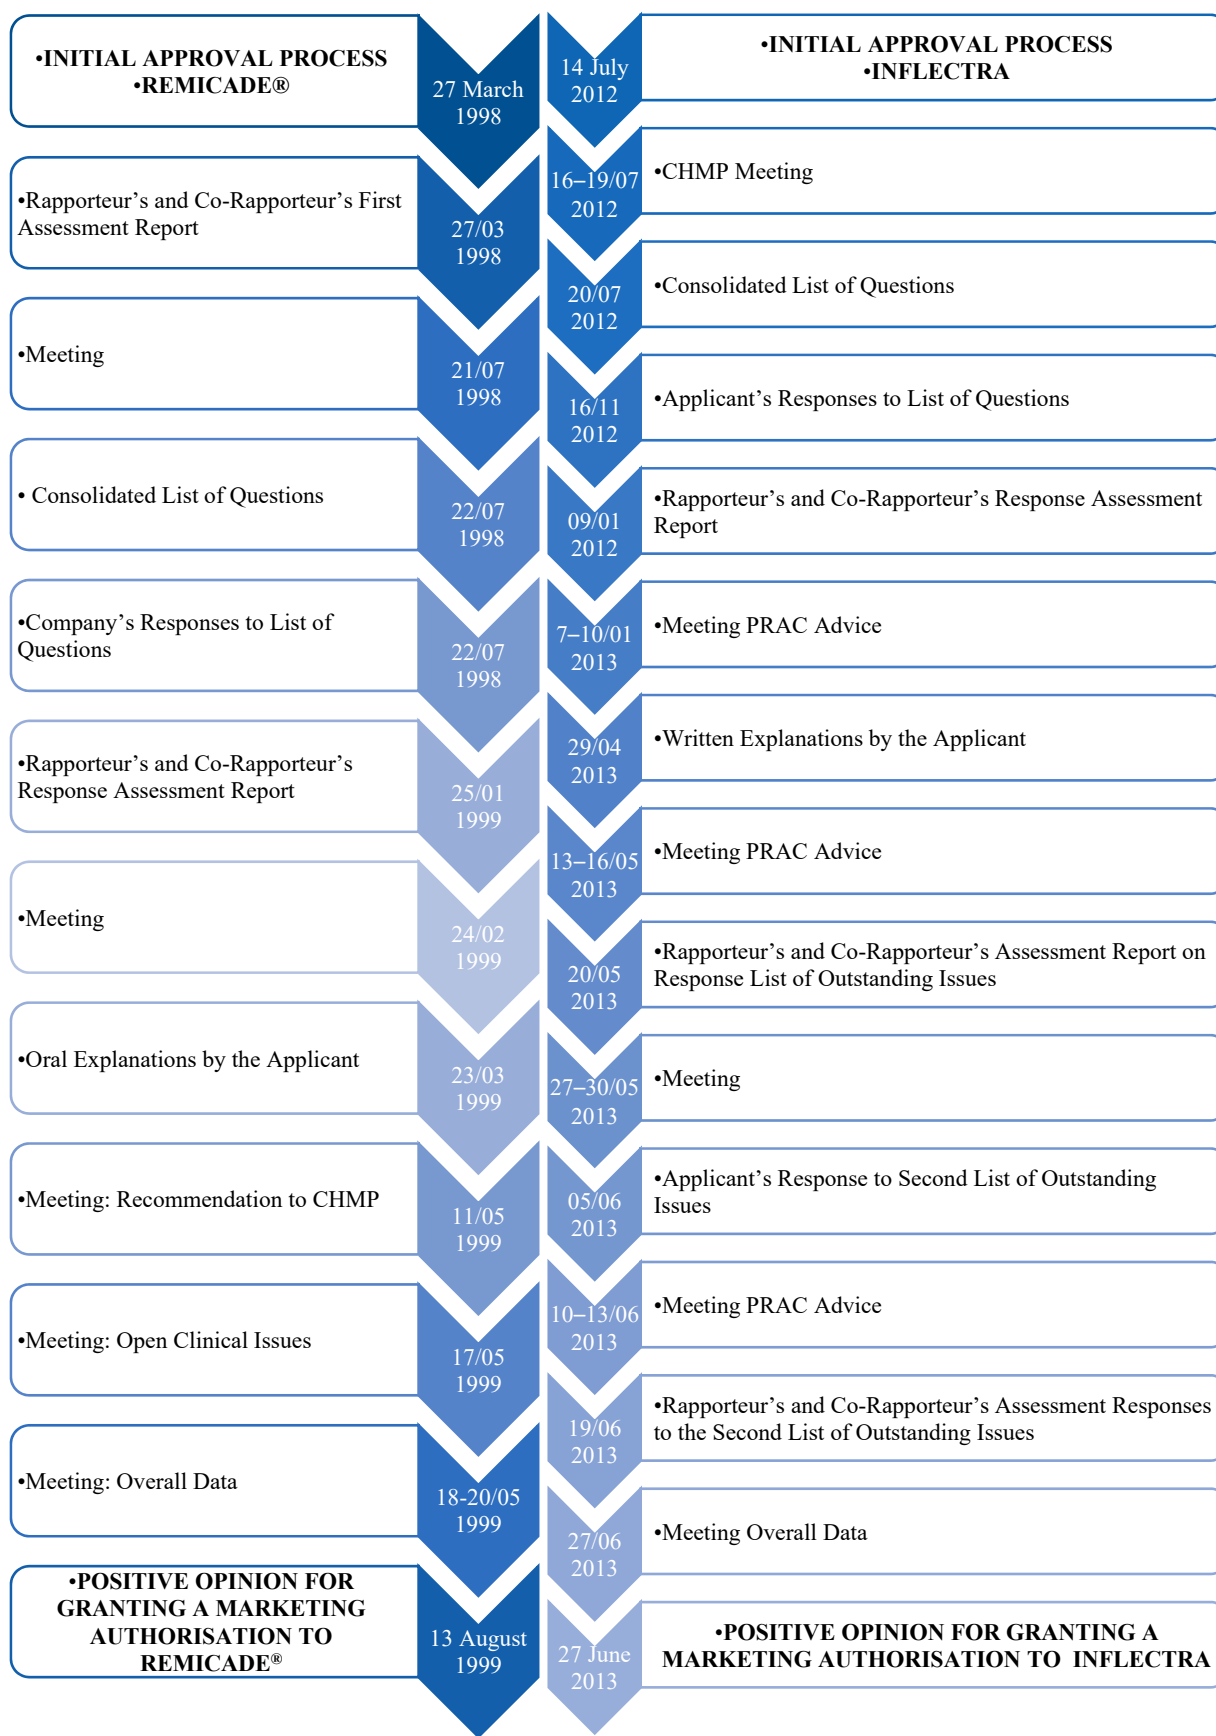 •INITIAL APPROVAL PROCESS
•REMICADE®
27 March
1998
•Rapporteur’s and Co-Rapporteur’s First
Assessment Report
27/03
1998
•Meeting
21/07
1998
• Consolidated List of Questions
22/07
1998
•Company’s Responses to List of
Questions
22/07
1998
•Rapporteur’s and Co-Rapporteur’s
Response Assessment Report
25/01
1999
•Meeting
24/02
1999
•Oral Explanations by the Applicant
23/03
1999
•Meeting: Recommendation to CHMP
11/05
1999
•Meeting: Open Clinical Issues
17/05
1999
•Meeting: Overall Data
18-20/05
1999
•POSITIVE OPINION FOR
GRANTING A MARKETING
AUTHORISATION TO
REMICADE®
13 August
1999
14 July
2012
•INITIAL APPROVAL PROCESS
•INFLECTRA
16–19/07
2012
•CHMP Meeting
20/07
2012
•Consolidated List of Questions
16/11
2012
•Applicant’s Responses to List of Questions
09/01
2012
•Rapporteur’s and Co-Rapporteur’s Response Assessment
Report
7–10/01
2013
•Meeting PRAC Advice
29/04
2013
•Written Explanations by the Applicant
13–16/05
2013
•Meeting PRAC Advice
20/05
2013
•Rapporteur’s and Co-Rapporteur’s Assessment Report on
Response List of Outstanding Issues
27–30/05
2013
•Meeting
05/06
2013
•Applicant’s Response to Second List of Outstanding
Issues
10–13/06
2013
•Meeting PRAC Advice
19/06
2013
•Rapporteur’s and Co-Rapporteur’s Assessment Responses
to the Second List of Outstanding Issues
27/06
2013
•Meeting Overall Data
27 June
2013
•POSITIVE OPINION FOR GRANTING A
MARKETING AUTHORISATION TO INFLECTRA